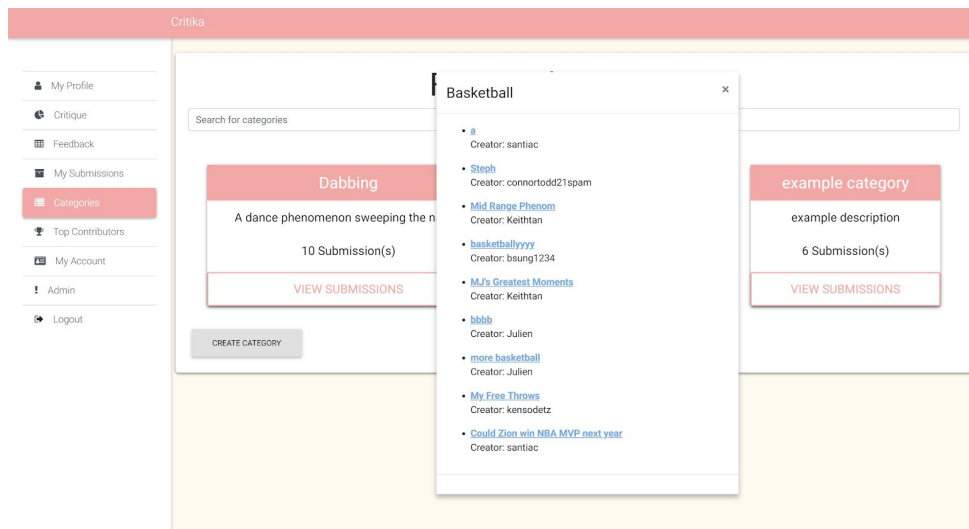 Critika
My Profile
Critique
Feedback
My Submissions
Categories
Top Contributors
My Account
Admin
Logout
Search for categories
Dabbing
A dance phenomenon sweeping the n
10 Submission(s)
VIEW SUBMISSIONS
CREATE CATEGORY
Basketball
×
• a
Creator: santiac
• Steph
Creator: connortodd21spam
• Mid Range Phenom
Creator: Keithtan
• basketballyyyy
Creator: bsung1234
• MJ's Greatest Moments
Creator: Keithtan
• bbbb
Creator: Julien
• more basketball
Creator: Julien
• My Free Throws
Creator: kensodetz
• Could Zion win NBA MVP next year
Creator: santiac
example category
example description
6 Submission(s)
VIEW SUBMISSIONS